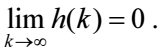 lim h(k) = 0 .
k→∞